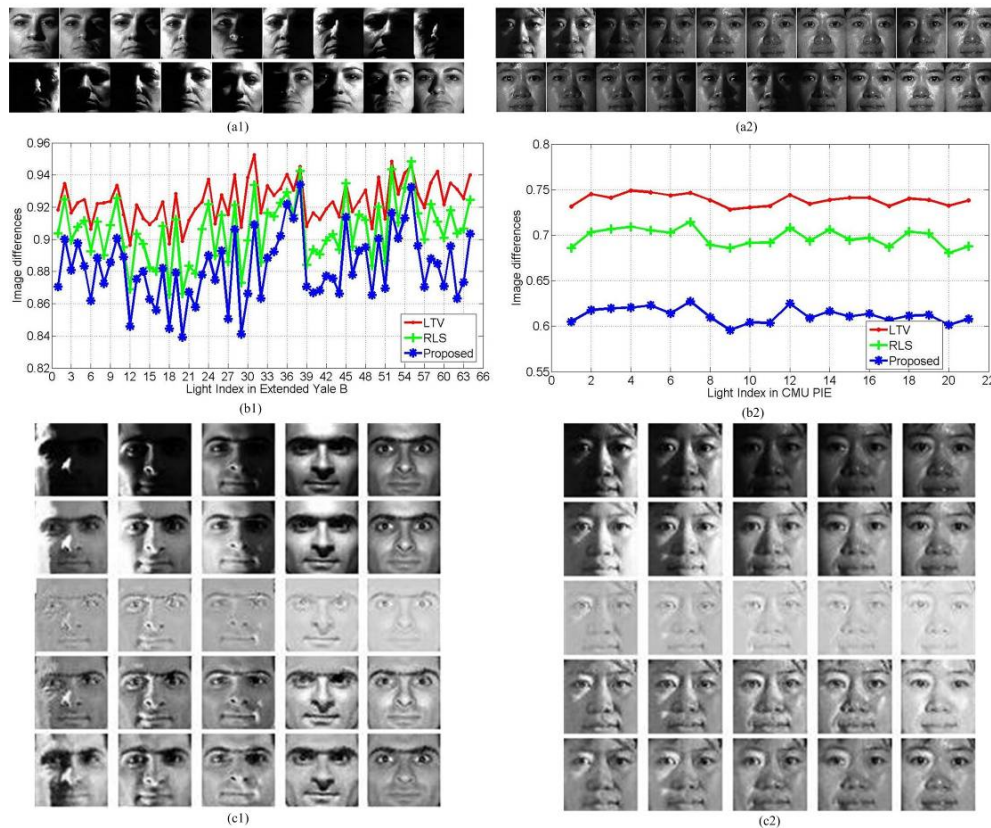 (a1)
(a2)
0.96
0.94
0.92
0.9
0.88
0.86
0.84
0.82
Image differences
0 3 6 9 12 15 18 21 24 27 30 33 36 39 42 45 48 51 54 57 60 63 66
Light Index in Extended Yale B
LTV
RLS
Proposed
(b1)
0.8
0.75
0.7
0.65
0.6
0.55
Image differences
0 2 4 6 8 10 12 14 16 18 20 22
Light Index in CMU PIE
LTV
RLS
Proposed
(b2)
(c1)
(c2)